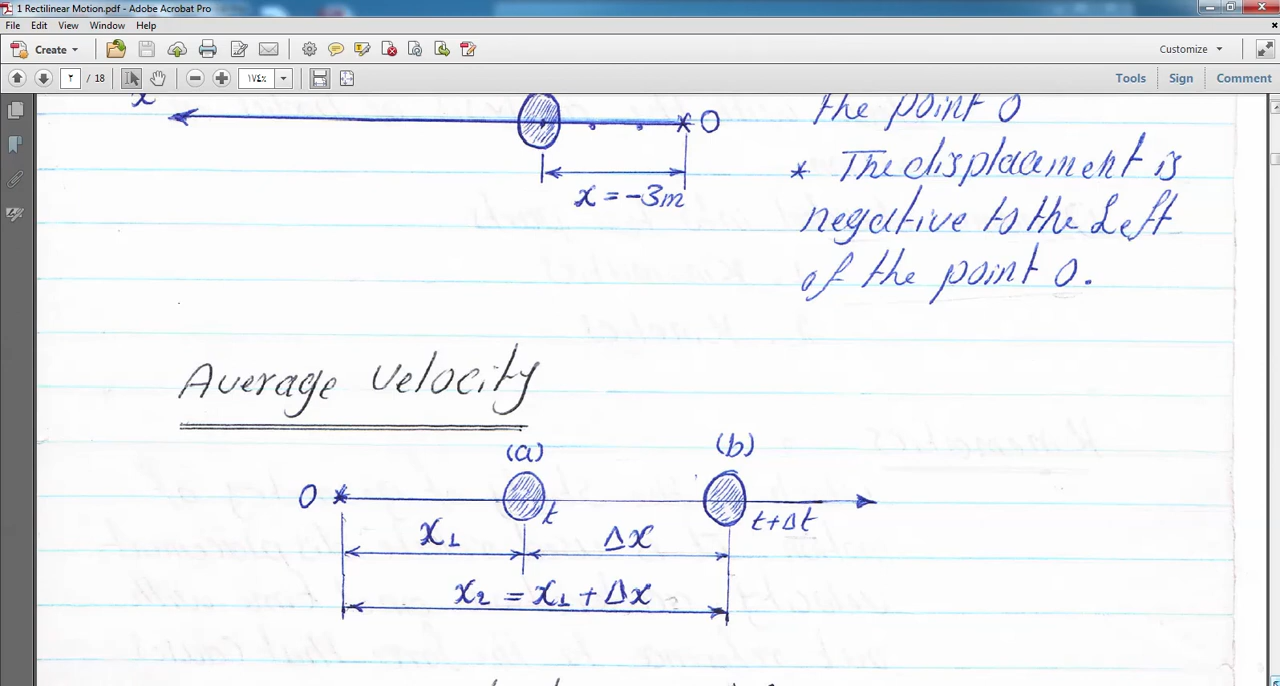 1 Rectilinear Motion.pdf - Adobe Acrobat Pro
File Edit View Window Help
Create
Customize
٢ / 18
١٧٤%
Tools Sign Comment
x
O
the point O
x = -3m
* The displacement is
negative to the Left
of the point O.
Average Velocity
(a) (b)
O
t t+Δt
x₁ Δx
x₂ = x₁ + Δx